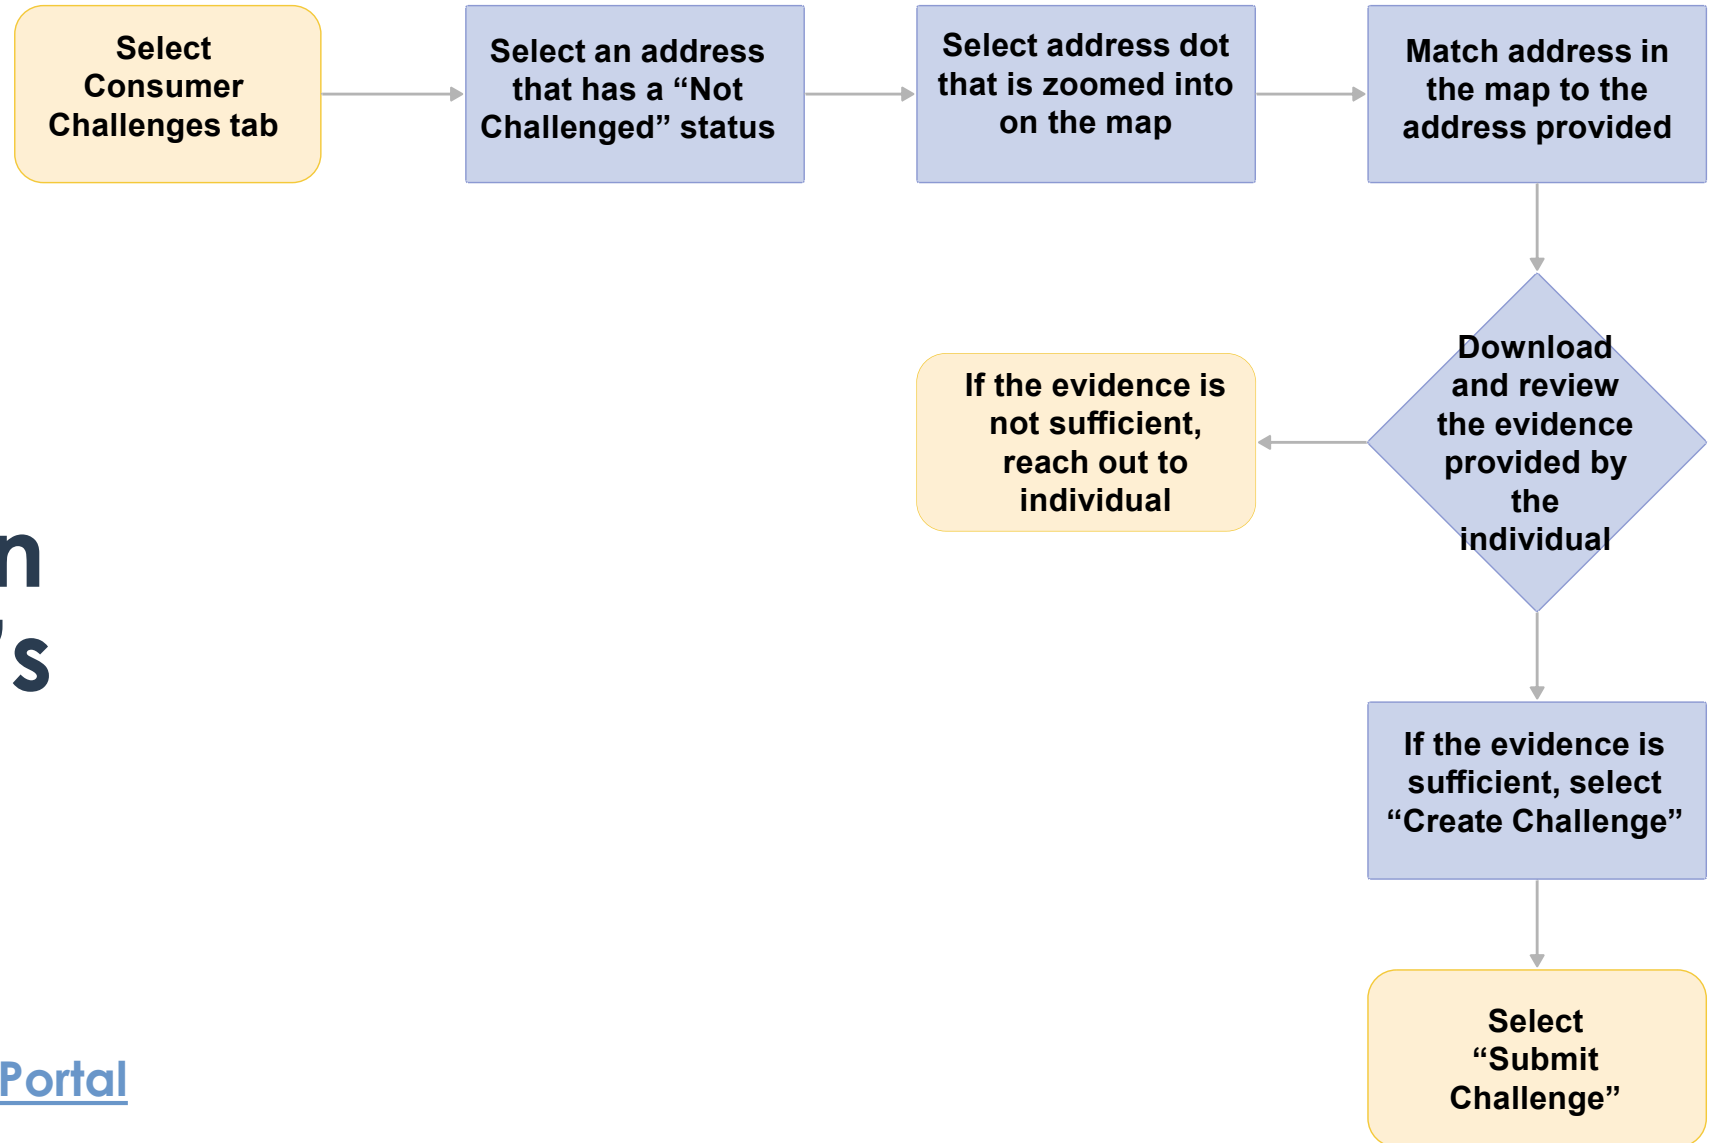 Select
Consumer
Challenges tab
Select an address
that has a “Not
Challenged” status
Select address dot
that is zoomed into
on the map
Match address in
the map to the
address provided
Download
and review
the evidence
provided by
the
individual
If the evidence is
not sufficient,
reach out to
individual
If the evidence is
sufficient, select
“Create Challenge”
Select
“Submit
Challenge”
n
’s
Portal